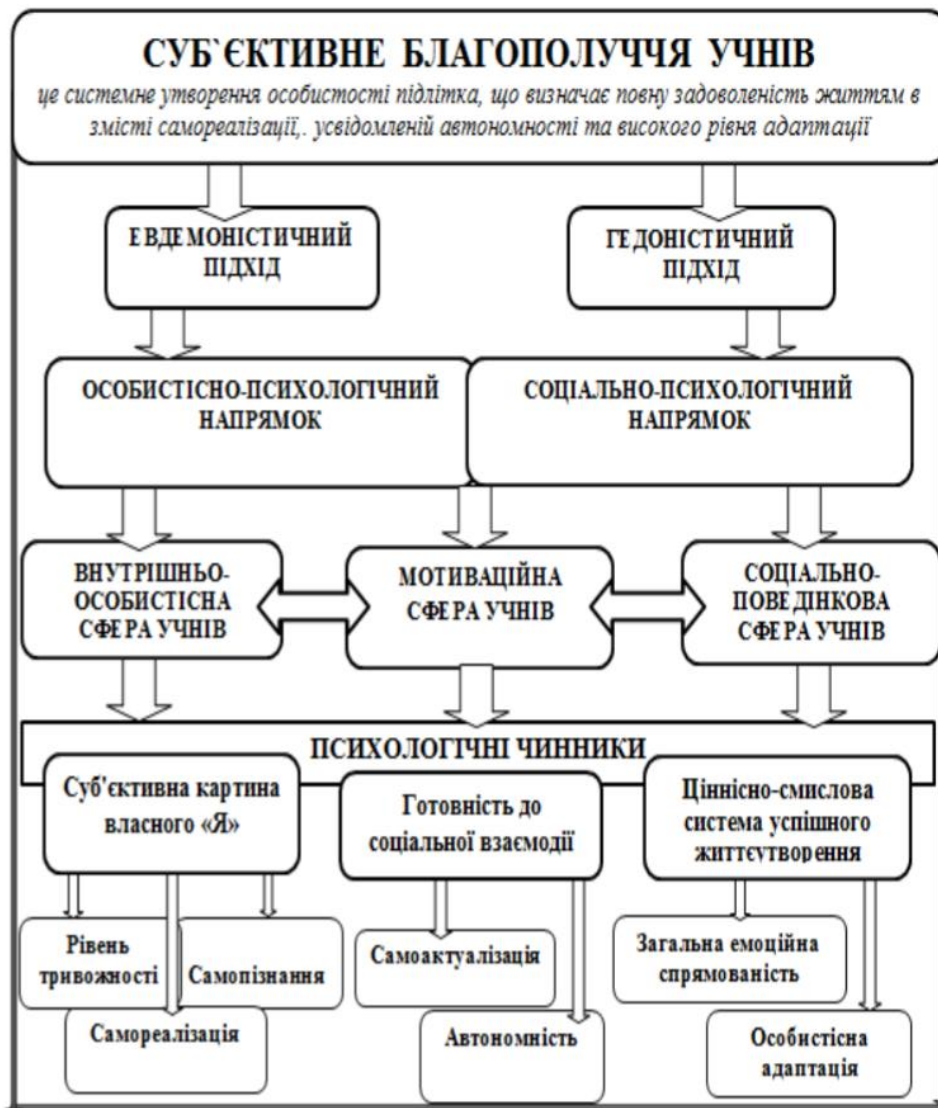 СУБ`ЄКТИВНЕ БЛАГОПОЛУЧЧЯ УЧНІВ
це системне утворення особистості підлітка, що визначає повну задоволеність життям в
змісті самореалізації,. усвідомленій автономності та високого рівня адаптації
ЕВДЕМОНІСТИЧНИЙ
ПІДХІД
ГЕДОНІСТИЧНИЙ
ПІДХІД
ОСОБИСТІСНО-ПСИХОЛОГІЧНИЙ
НАПРЯМОК
СОЦІАЛЬНО-ПСИХОЛОГІЧНИЙ
НАПРЯМОК
ВНУТРІШНЬО-
ОСОБИСТІСНА
СФЕРА УЧНІВ
МОТИВАЦІЙНА
СФЕРА УЧНІВ
СОЦІАЛЬНО-
ПОВЕДІНКОВА
СФЕРА УЧНІВ
ПСИХОЛОГІЧНІ ЧИННИКИ
Суб'єктивна картина
власного «Я»
Готовність до
соціальної взаємодії
Ціннісно-смислова
система успішного
життєутворення
Рівень
тривожності
Самопізнання
Самореалізація
Самоактуалізація
Автономність
Загальна емоційна
спрямованість
Особистісна
адаптація